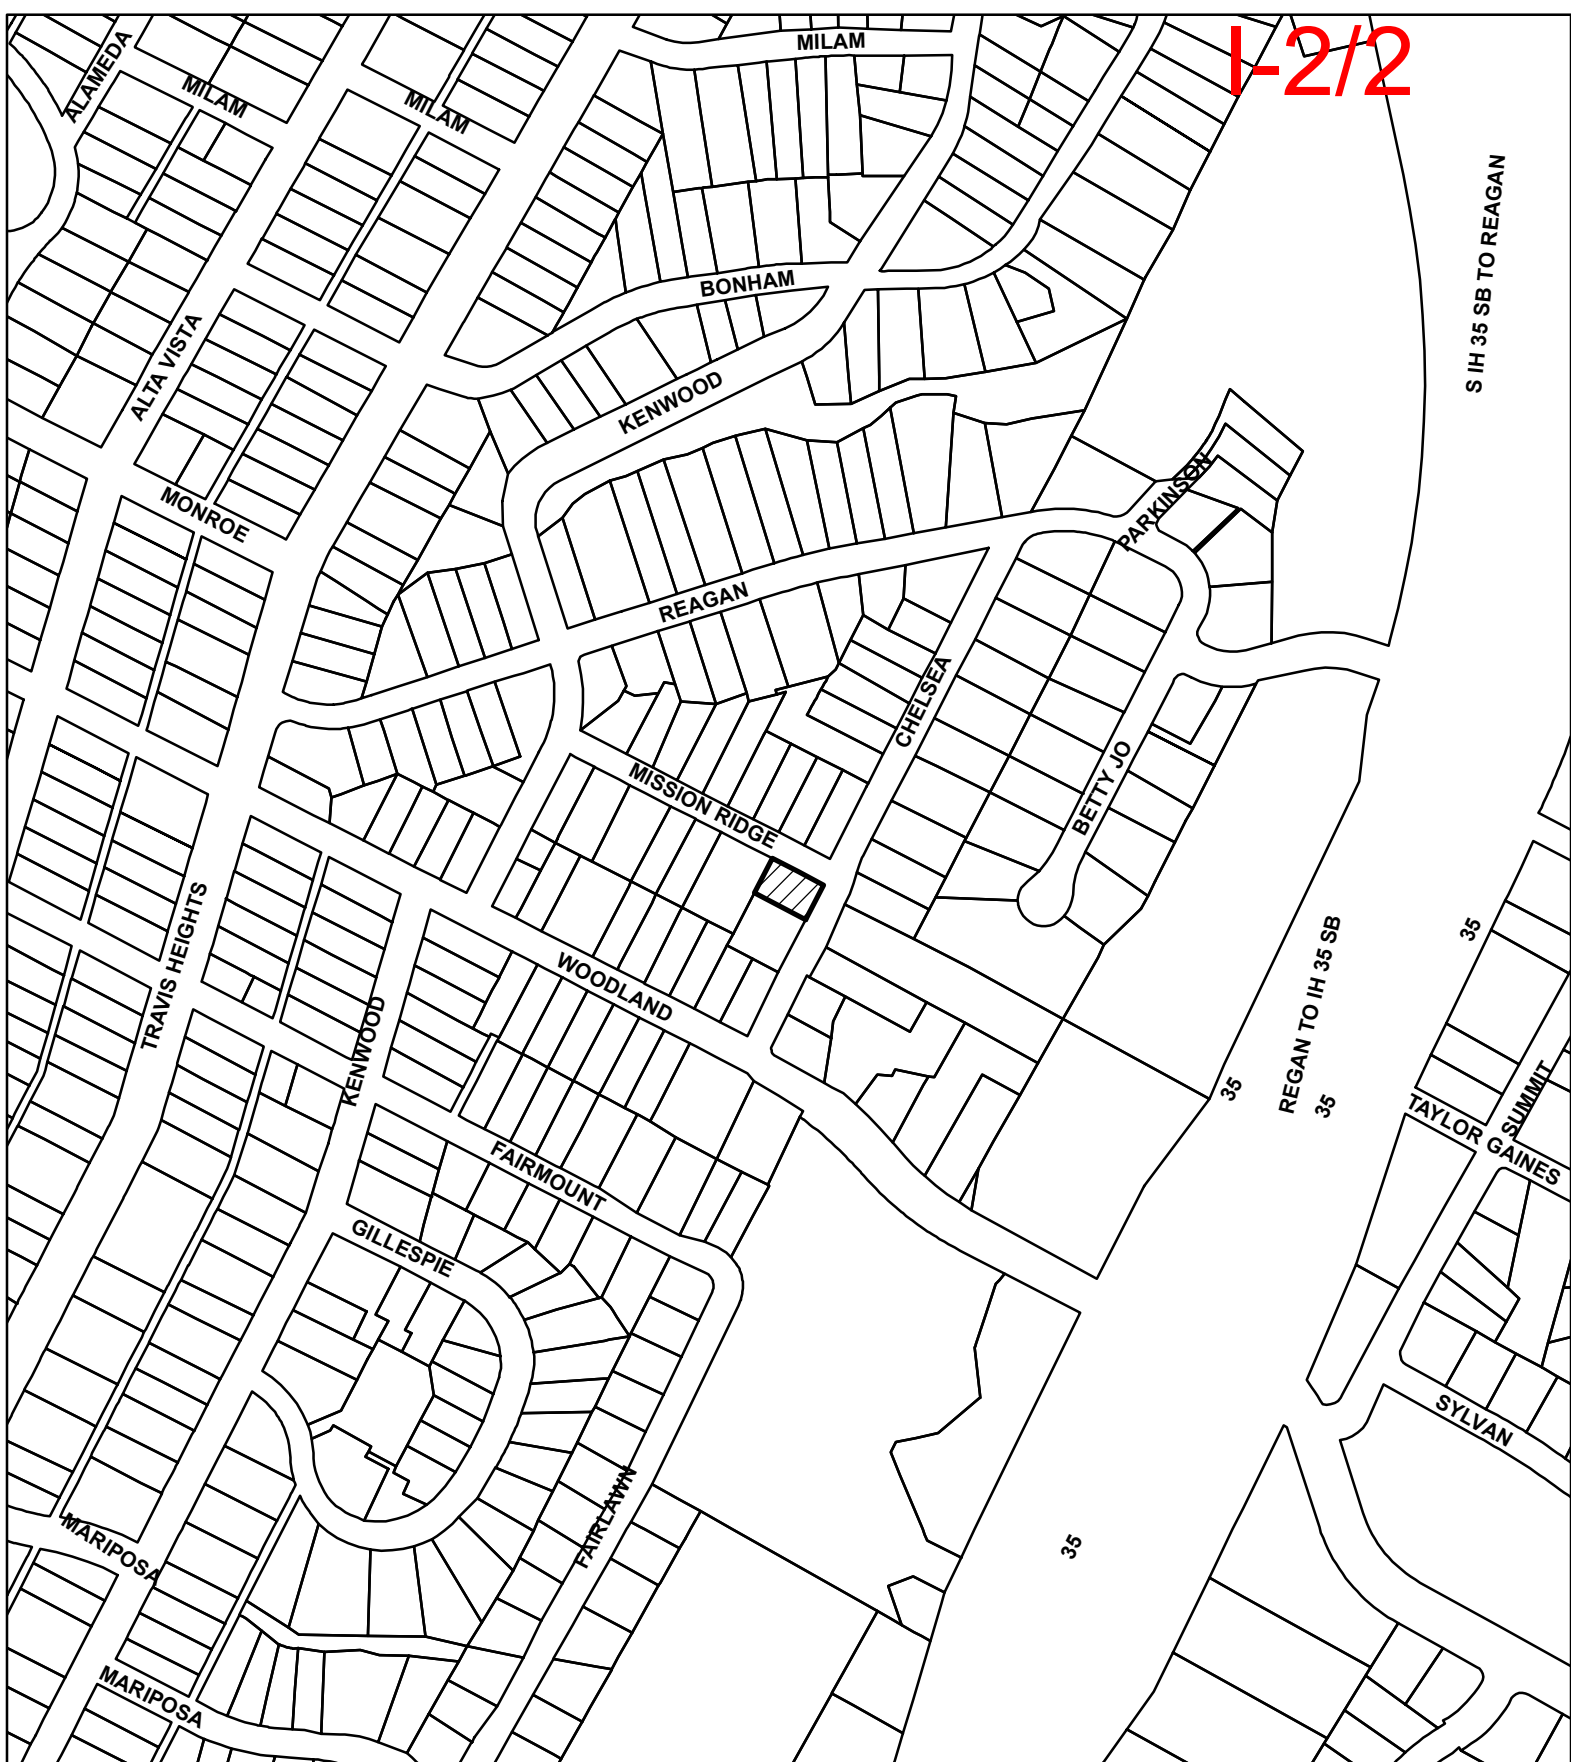 I-2/2
MILAM
ALAMEDA
MILAM
MILAM
S IH 35 SB TO REAGAN
BONHAM
ALTA VISTA
KENWOOD
PARKINSON
MONROE
REAGAN
CHELSEA
BETTY JO
MISSION RIDGE
TRAVIS HEIGHTS
35
REGAN TO IH 35 SB
WOODLAND
KENWOOD
35
35
SUMMIT
TAYLOR GAINES
FAIRMOUNT
GILLESPIE
SYLVAN
FAIRLAWN
35
MARIPOSA
MARIPOSA